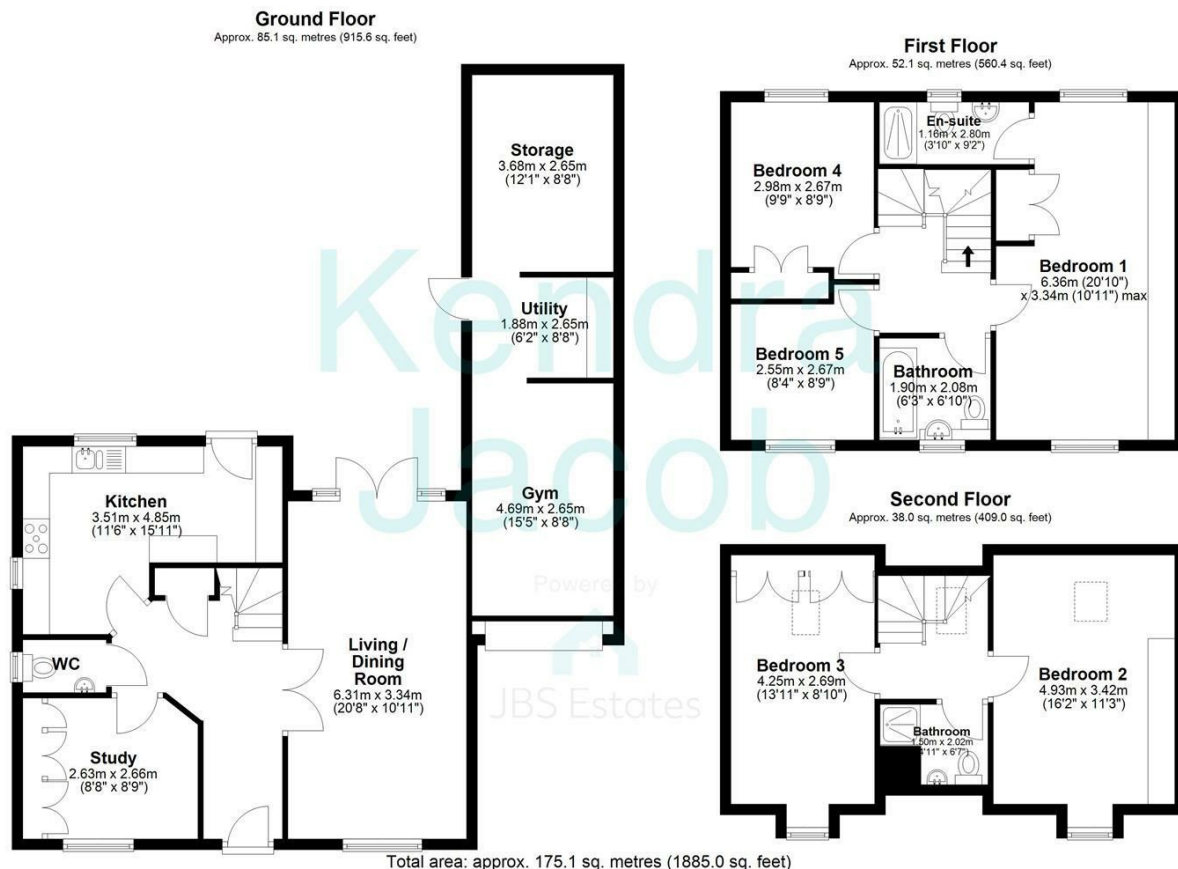 Ground Floor
Approx. 85.1 sq. metres (915.6 sq. feet)
Storage
3.68m x 2.65m
(12'1" x 8'8")
Utility
1.88m x 2.65m
(6'2" x 8'8")
Gym
4.69m x 2.65m
(15'5" x 8'8")
Kitchen
3.51m x 4.85m
(11'6" x 15'11")
WC
Living /
Dining
Room
6.31m x 3.34m
(20'8" x 10'11")
Study
2.63m x 2.66m
(8'8" x 8'9")
First Floor
Approx. 52.1 sq. metres (560.4 sq. feet)
En-suite
1.16m x 2.80m
(3'10" x 9'2")
Bedroom 4
2.98m x 2.67m
(9'9" x 8'9")
Bedroom 1
6.36m (20'10")
x 3.34m (10'11") max
Bedroom 5
2.55m x 2.67m
(8'4" x 8'9")
Bathroom
1.90m x 2.08m
(6'3" x 6'10")
Second Floor
Approx. 38.0 sq. metres (409.0 sq. feet)
Bedroom 3
4.25m x 2.69m
(13'11" x 8'10")
Bedroom 2
4.93m x 3.42m
(16'2" x 11'3")
Bathroom
1.50m x 2.02m
(4'11" x 6'7")
Total area: approx. 175.1 sq. metres (1885.0 sq. feet)
Kendra
Jacob
Powered by
JBS Estates